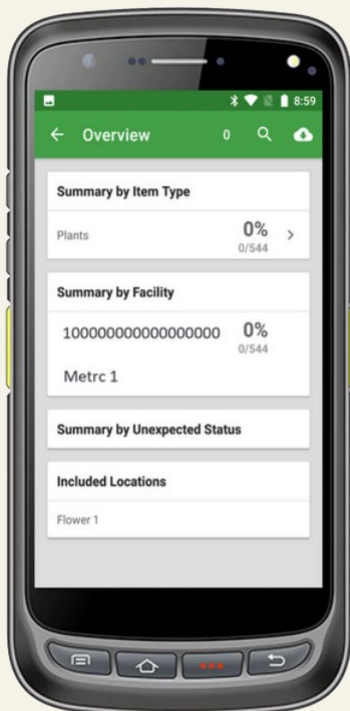 8:59
Overview 0
Summary by Item Type
Plants 0%
0/544
Summary by Facility
100000000000000000 0%
0/544
Metrc 1
Summary by Unexpected Status
Included Locations
Flower 1